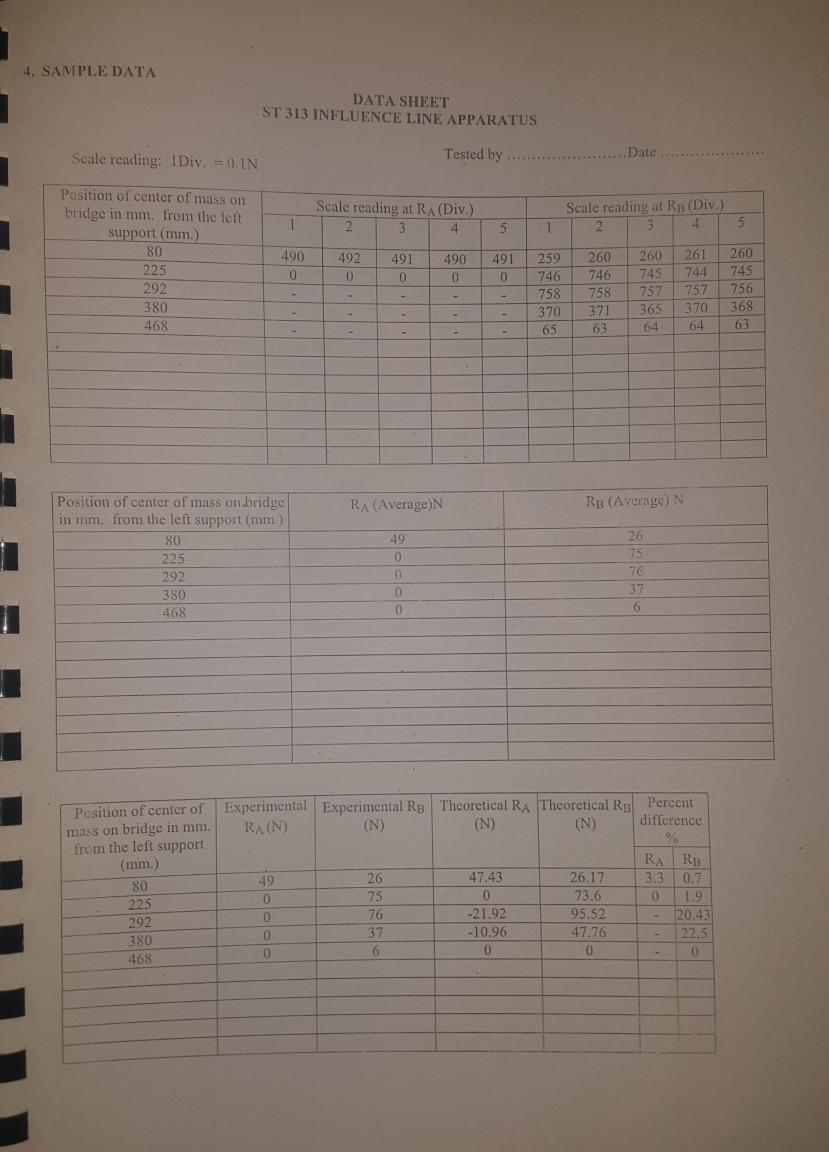 4. SAMPLE DATA
DATA SHEET
ST 313 INFLUENCE LINE APPARATUS
Scale reading: 1Div. = 0.1N Tested by ........................Date .....................
Position of center of mass on bridge in mm. from the left support (mm.) Scale reading at RA (Div.) Scale reading at RB (Div.)
1 2 3 4 5 1 2 3 4 5
80 490 492 491 490 491 259 260 260 261 260
225 0 0 0 0 0 746 746 745 744 745
292 - - - - - 758 758 757 757 756
380 - - - - - 370 371 365 370 368
468 - - - - - 65 63 64 64 63
Position of center of mass on bridge in mm. from the left support (mm.) RA (Average)N RB (Average) N
80 49 26
225 0 75
292 0 76
380 0 37
468 0 6
Position of center of mass on bridge in mm. from the left support (mm.) Experimental RA (N) Experimental RB (N) Theoretical RA (N) Theoretical RB (N) Percent difference %
RA RB
80 49 26 47.43 26.17 3.3 0.7
225 0 75 0 73.6 0 1.9
292 0 76 -21.92 95.52 - 20.43
380 0 37 -10.96 47.76 - 22.5
468 0 6 0 0 - 0